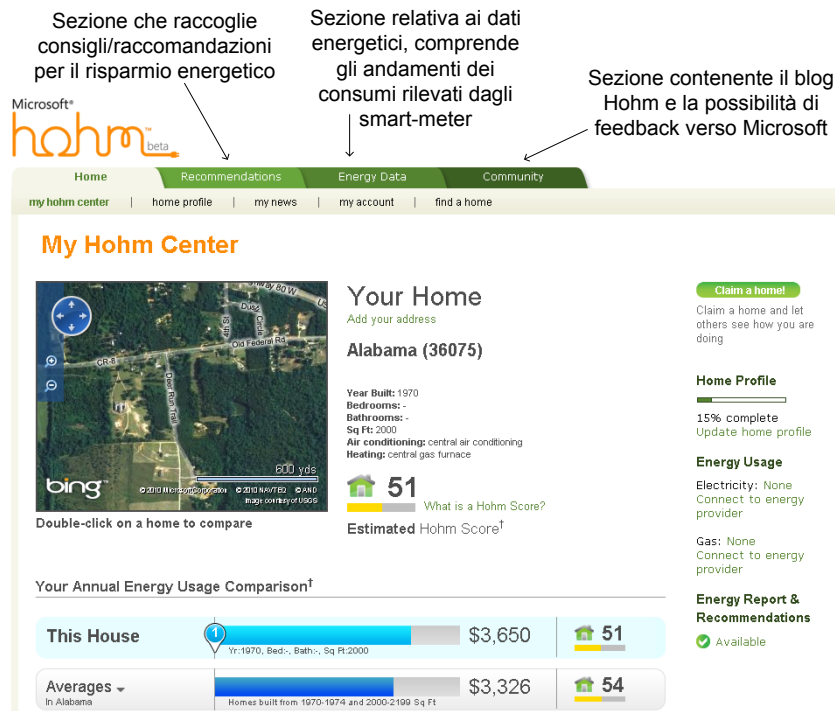 Sezione che raccoglie
consigli/raccomandazioni
per il risparmio energetico
Sezione relativa ai dati
energetici, comprende
gli andamenti dei
consumi rilevati dagli
smart-meter
Sezione contenente il blog
Hohm e la possibilità di
feedback verso Microsoft
Microsoft®
hohm™ beta
Home Recommendations Energy Data Community
my hohm center | home profile | my news | my account | find a home
My Hohm Center
80 W
4th St
Dusty Circle
Old Federal Rd
CR-8
Deer Run Trail
600 yds
bing™
© 2010 Microsoft Corporation © 2010 NAVTEQ © AND
Image courtesy of USGS
Double-click on a home to compare
Your Home
Add your address
Alabama (36075)
Year Built: 1970
Bedrooms: -
Bathrooms: -
Sq Ft: 2000
Air conditioning: central air conditioning
Heating: central gas furnace
51 What is a Hohm Score?
Estimated Hohm Score†
Claim a home!
Claim a home and let
others see how you are
doing
Home Profile
15% complete
Update home profile
Energy Usage
Electricity: None
Connect to energy
provider
Gas: None
Connect to energy
provider
Energy Report &
Recommendations
Available
Your Annual Energy Usage Comparison†
This House 1 $3,650 51
Yr:1970, Bed:-, Bath:-, Sq Ft:2000
Averages $3,326 54
In Alabama Homes built from 1970-1974 and 2000-2199 Sq Ft